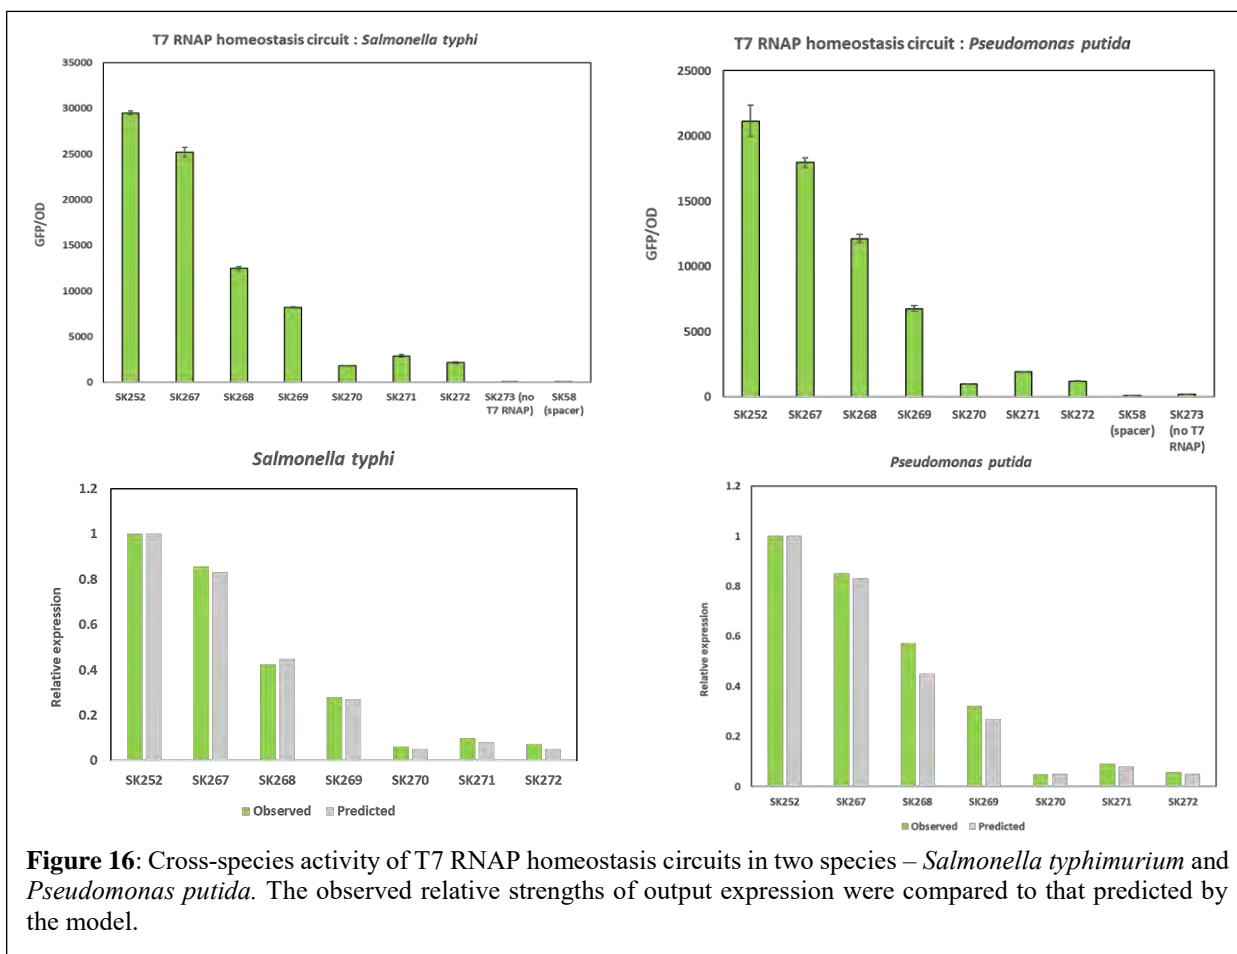 T7 RNAP homeostasis circuit : Salmonella typhi
GFP/OD
35000
30000
25000
20000
15000
10000
5000
0
SK252 SK267 SK268 SK269 SK270 SK271 SK272 SK273 (no SK58
T7 RNAP) (spacer)
T7 RNAP homeostasis circuit : Pseudomonas putida
GFP/OD
25000
20000
15000
10000
5000
0
SK252 SK267 SK268 SK269 SK270 SK271 SK272 SK58 SK273
(spacer) (no T7
RNAP)
Salmonella typhi
Relative expression
1.2
1
0.8
0.6
0.4
0.2
0
SK252 SK267 SK268 SK269 SK270 SK271 SK272
Observed Predicted
Pseudomonas putida
Relative expression
1.2
1
0.8
0.6
0.4
0.2
0
SK252 SK267 SK268 SK269 SK270 SK271 SK272
Observed Predicted
Figure 16: Cross-species activity of T7 RNAP homeostasis circuits in two species – Salmonella typhimurium and
Pseudomonas putida. The observed relative strengths of output expression were compared to that predicted by
the model.